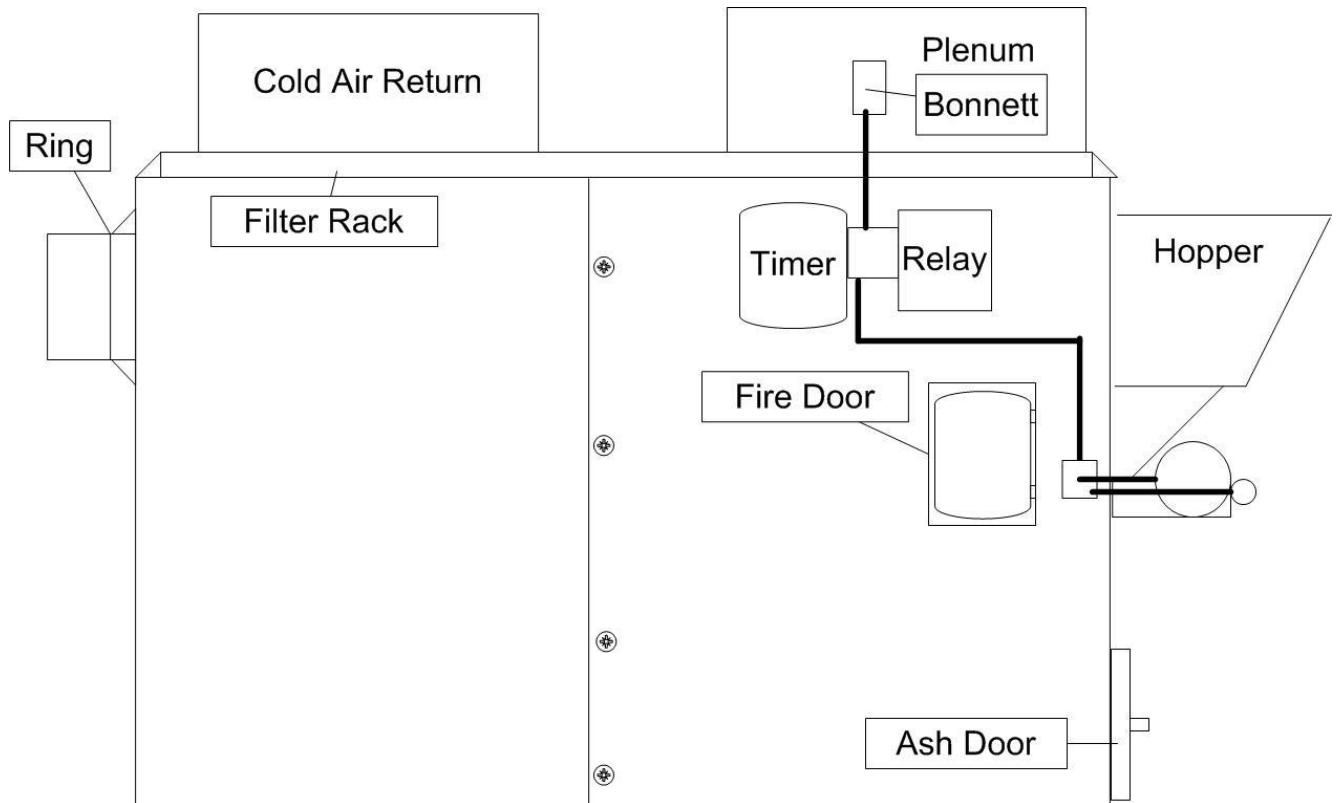 Cold Air Return
Plenum
Bonnett
Ring
Filter Rack
Timer
Relay
Hopper
Fire Door
Ash Door